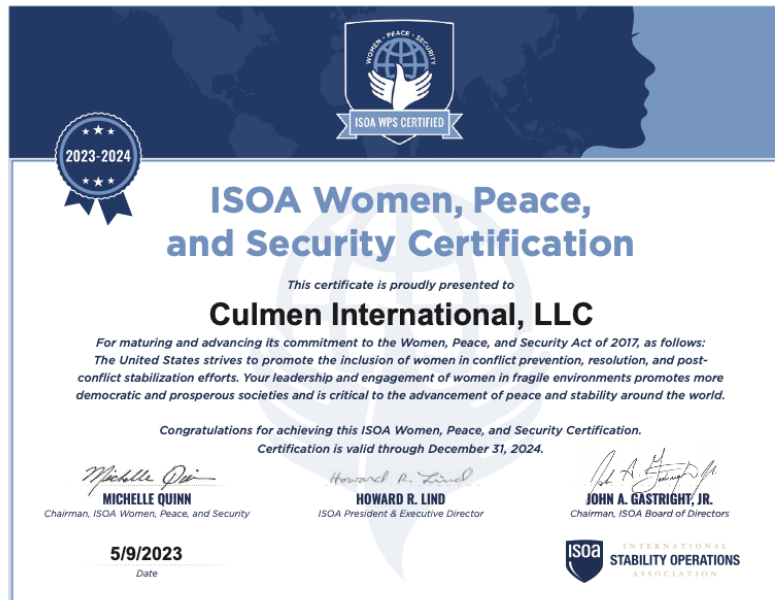 WOMEN • PEACE • SECURITY
ISOA WPS CERTIFIED
2023-2024
ISOA Women, Peace,
and Security Certification
This certificate is proudly presented to
Culmen International, LLC
For maturing and advancing its commitment to the Women, Peace, and Security Act of 2017, as follows:
The United States strives to promote the inclusion of women in conflict prevention, resolution, and post-
conflict stabilization efforts. Your leadership and engagement of women in fragile environments promotes more
democratic and prosperous societies and is critical to the advancement of peace and stability around the world.
Congratulations for achieving this ISOA Women, Peace, and Security Certification.
Certification is valid through December 31, 2024.
Michelle Quinn
Howard R. Lind
John A. Gastright Jr.
MICHELLE QUINN
HOWARD R. LIND
JOHN A. GASTRIGHT, JR.
Chairman, ISOA Women, Peace, and Security
ISOA President & Executive Director
Chairman, ISOA Board of Directors
5/9/2023
Date
isoa
INTERNATIONAL
STABILITY OPERATIONS
ASSOCIATION